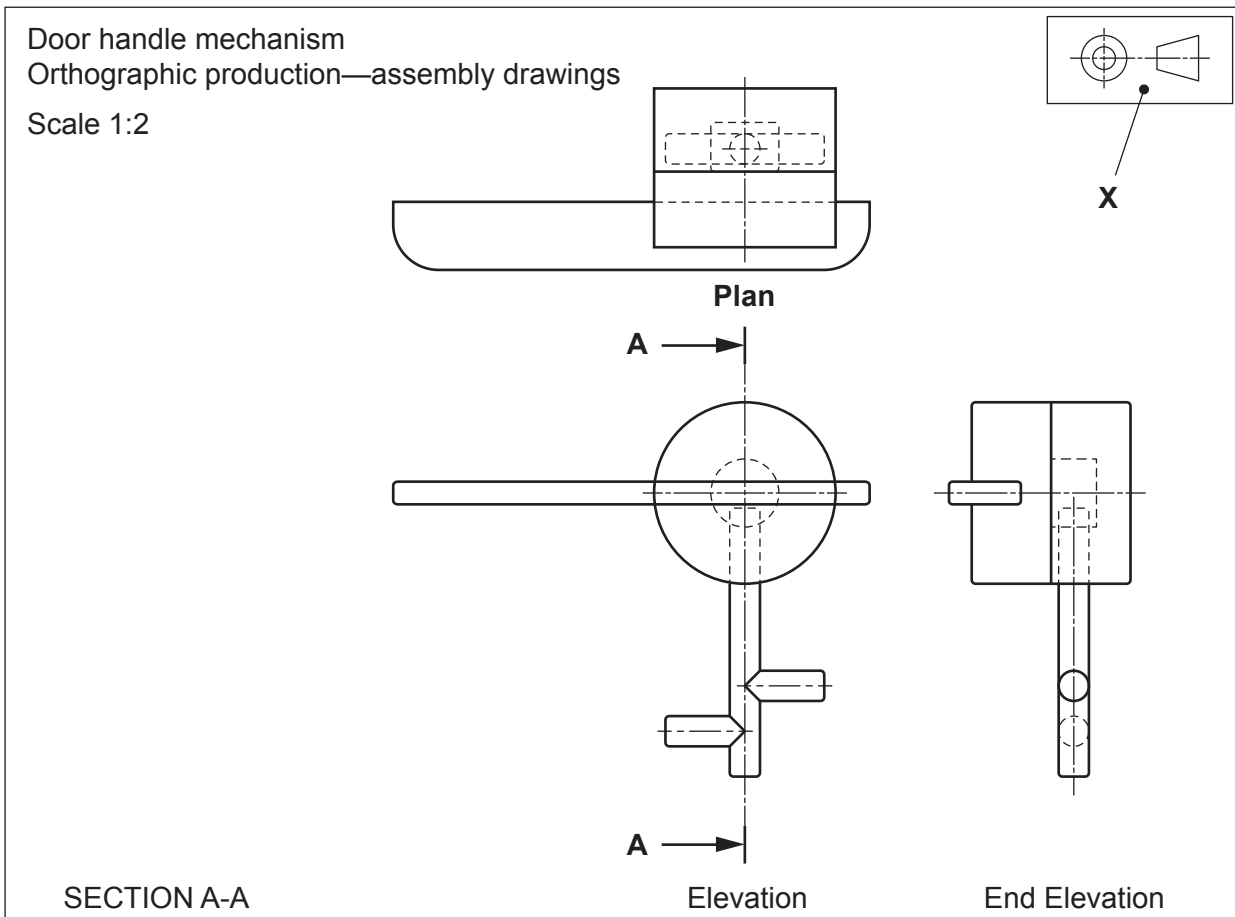 Door handle mechanism
Orthographic production—assembly drawings
Scale 1:2
X
Plan
A
A
SECTION A-A
Elevation
End Elevation